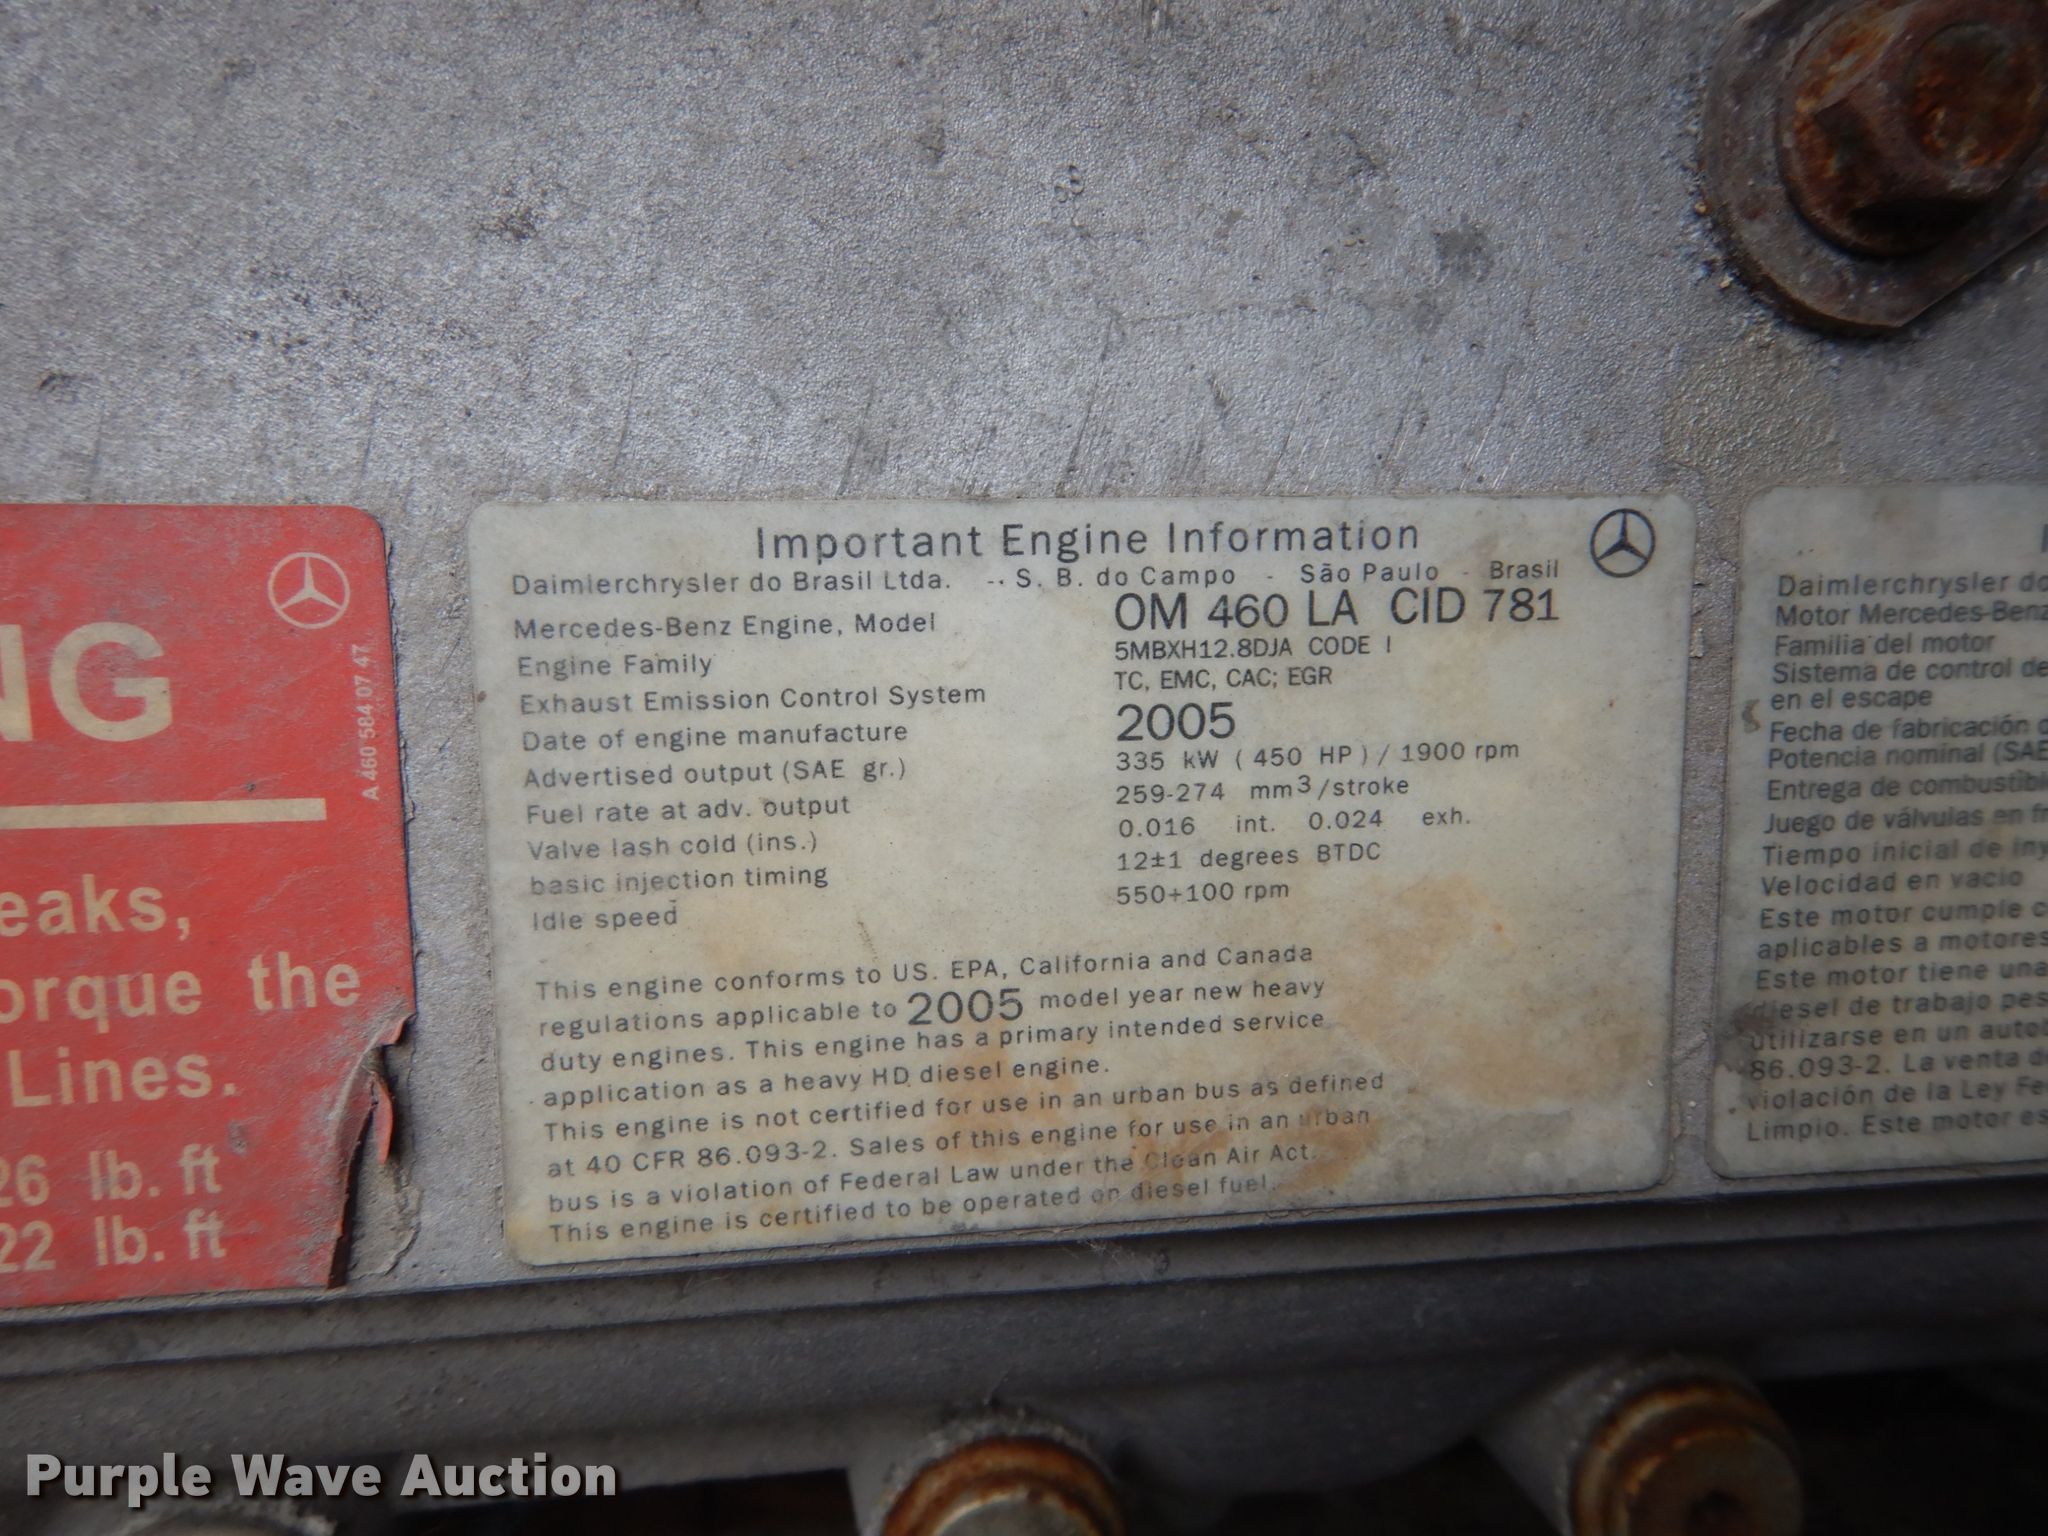 NG
A 460 584 07 47
eaks,
orque the
Lines.
26 lb. ft
22 lb. ft
Important Engine Information
Daimlerchrysler do Brasil Ltda. -- S. B. do Campo - São Paulo - Brasil
Mercedes-Benz Engine, Model OM 460 LA CID 781
Engine Family 5MBXH12.8DJA CODE I
Exhaust Emission Control System TC, EMC, CAC; EGR
Date of engine manufacture 2005
Advertised output (SAE gr.) 335 kW ( 450 HP ) / 1900 rpm
Fuel rate at adv. output 259-274 mm3/stroke
Valve lash cold (ins.) 0.016 int. 0.024 exh.
basic injection timing 12±1 degrees BTDC
Idle speed 550+100 rpm
This engine conforms to US. EPA, California and Canada
regulations applicable to 2005 model year new heavy
duty engines. This engine has a primary intended service
application as a heavy HD diesel engine.
This engine is not certified for use in an urban bus as defined
at 40 CFR 86.093-2. Sales of this engine for use in an urban
bus is a violation of Federal Law under the Clean Air Act.
This engine is certified to be operated on diesel fuel.
Daimlerchrysler do
Motor Mercedes-Benz
Familia del motor
Sistema de control de
en el escape
Fecha de fabricación d
Potencia nominal (SAE
Entrega de combustibl
Juego de válvulas en fr
Tiempo inicial de iny
Velocidad en vacio
Este motor cumple c
aplicables a motores
Este motor tiene una
diesel de trabajo pes
utilizarse en un autob
86.093-2. La venta de
violación de la Ley Fe
Limpio. Este motor es
Purple Wave Auction